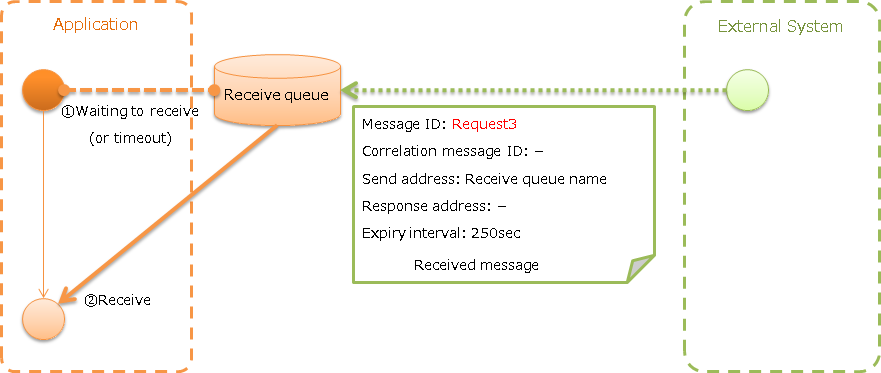 Application
External System
Receive queue
①Waiting to receive
(or timeout)
Message ID: Request3
Correlation message ID: −
Send address: Receive queue name
Response address: −
Expiry interval: 250sec
Received message
②Receive